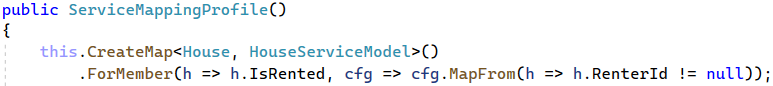 public ServiceMappingProfile()
{
this.CreateMap<House, HouseServiceModel>()
.ForMember(h => h.IsRented, cfg => cfg.MapFrom(h => h.RenterId != null));